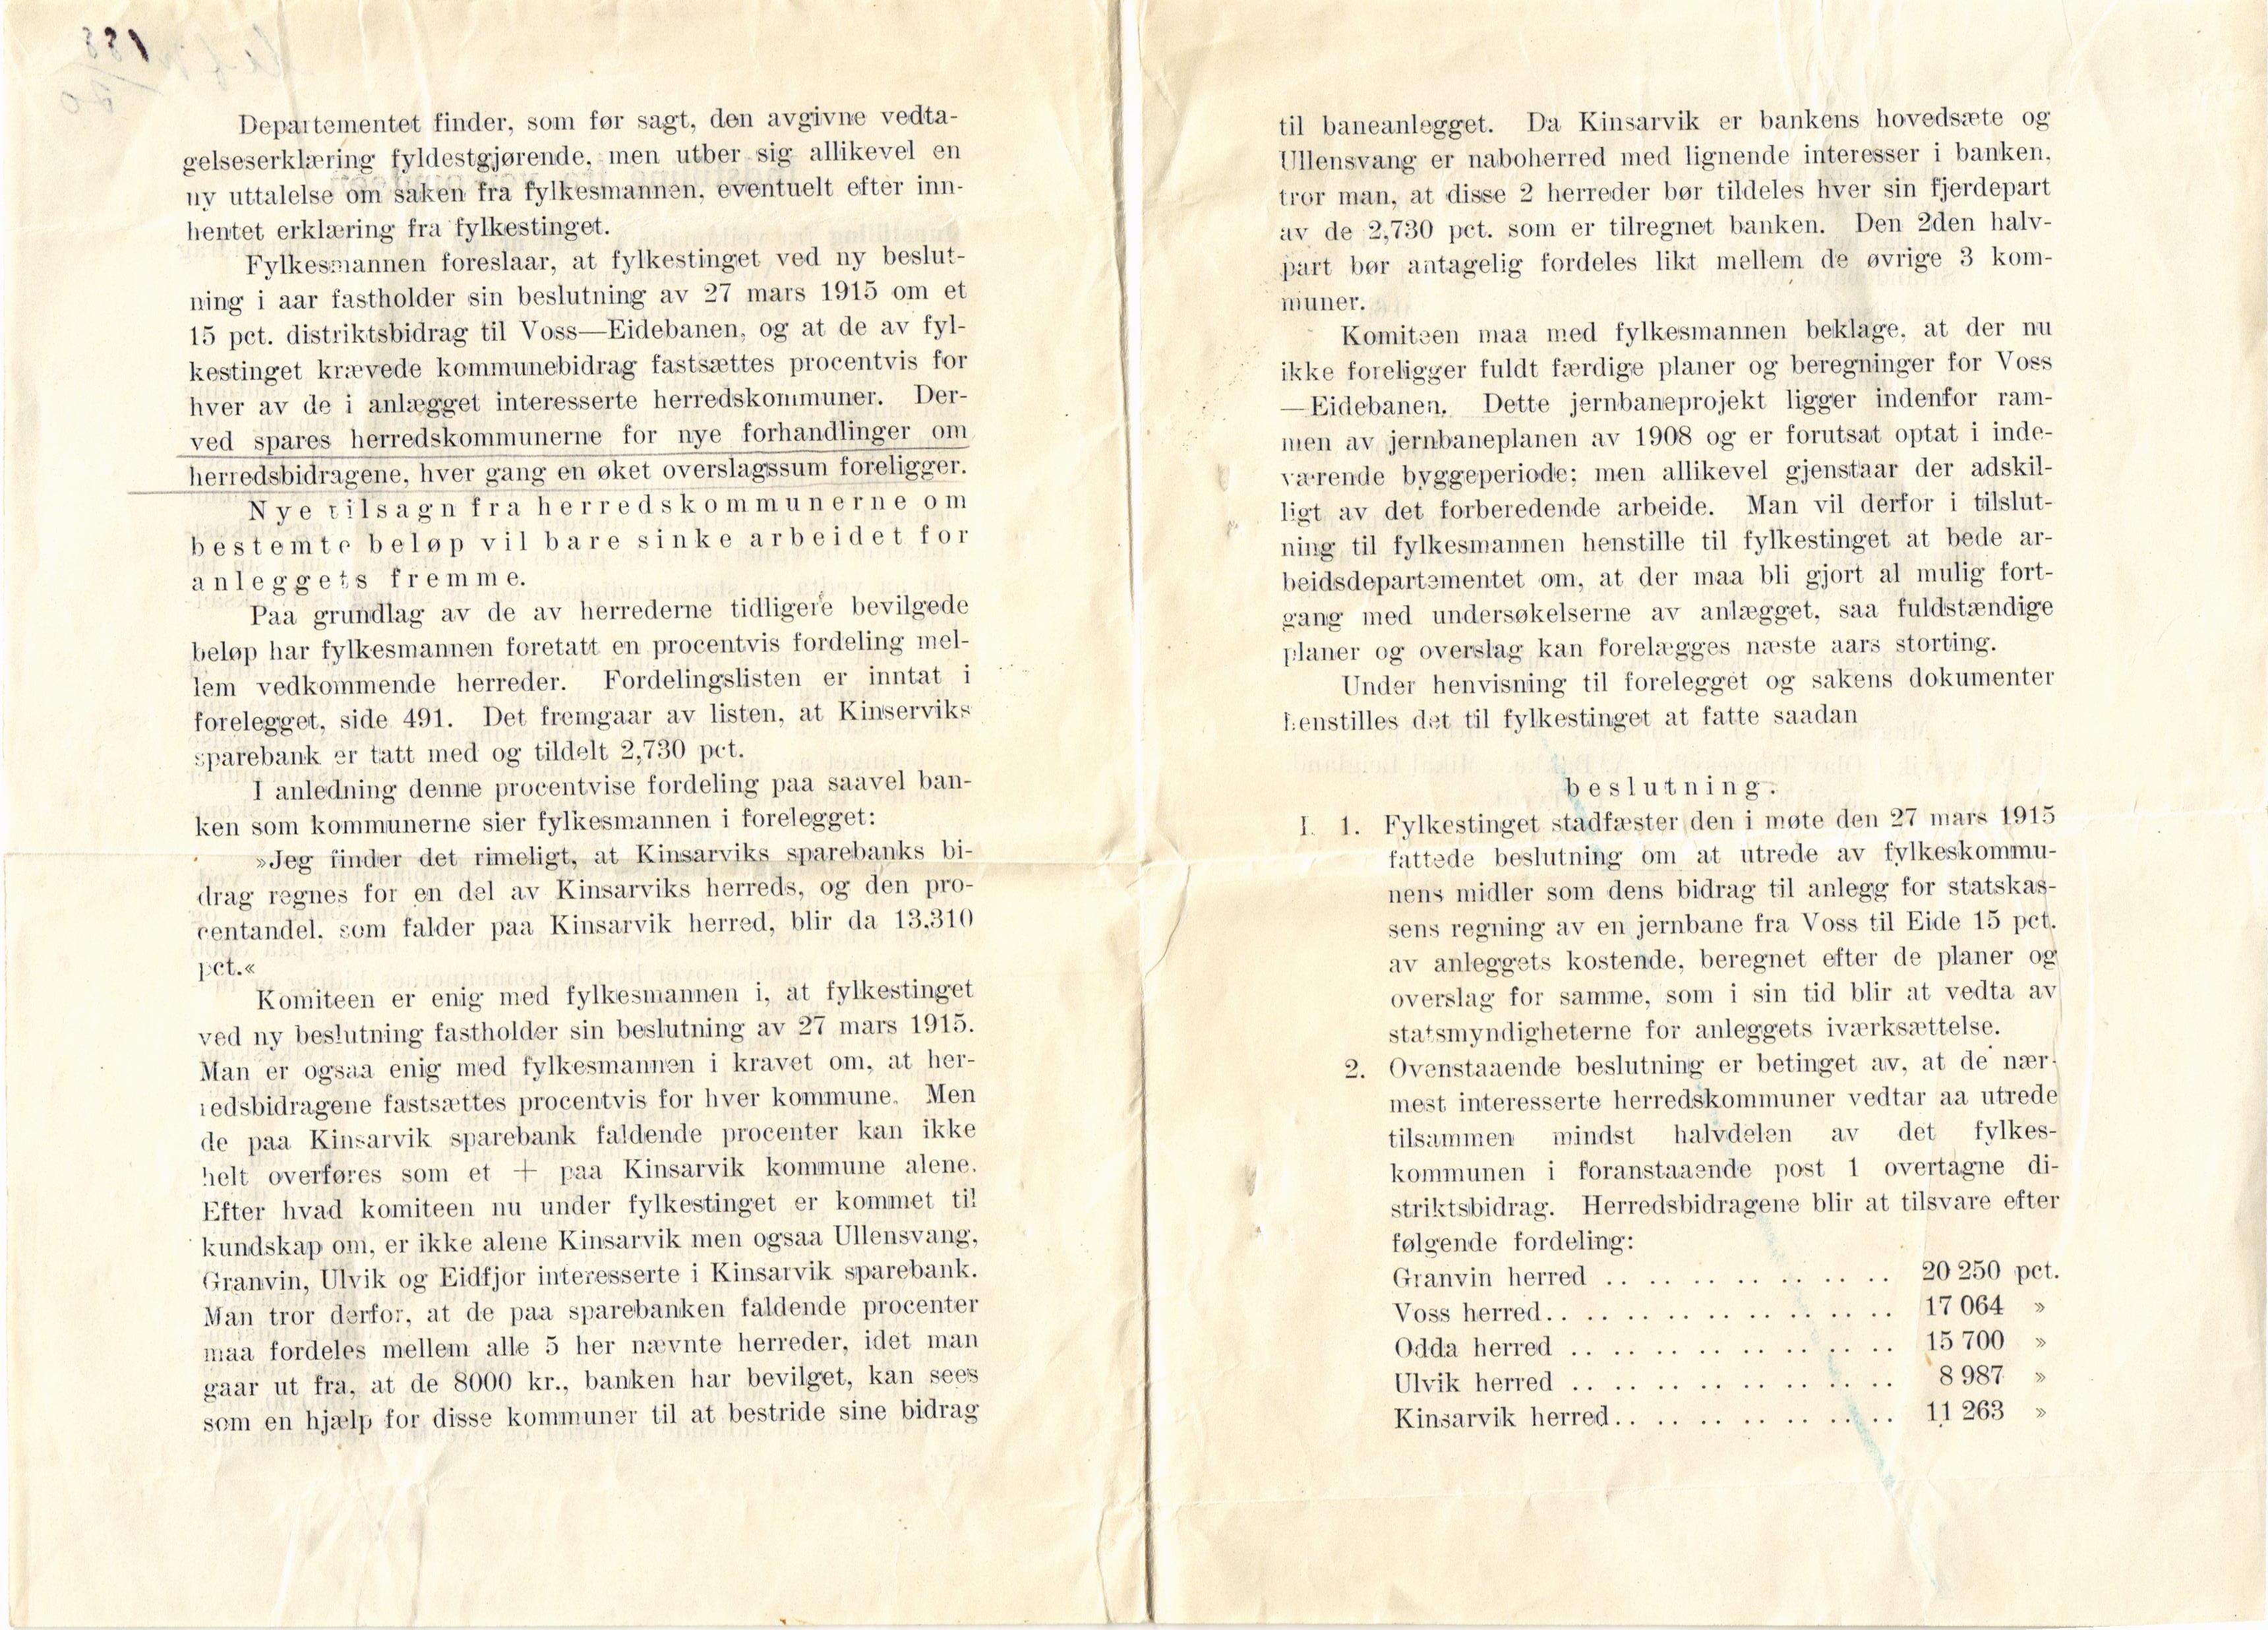 Departementet finder, som før sagt, den avgivne vedta-
gelseserklæring fyldestgjørende, men utber sig allikevel en
ny uttalelse om saken fra fylkesmannen, eventuelt efter inn-
hentet erklæring fra fylkestinget.
Fylkesmannen foreslaar, at fylkestinget ved ny beslut-
ning i aar fastholder sin beslutning av 27 mars 1915 om et
15 pct. distriktsbidrag til Voss—Eidebanen, og at de av fyl-
kestinget krævede kommunebidrag fastsættes procentvis for
hver av de i anlægget interesserte herredskommuner. Der-
ved spares herredskommunerne for nye forhandlinger om
herredsbidragene, hver gang en øket overslagssum foreligger.
Nye tilsagn fra herredskommunerne om
bestemte beløp vil bare sinke arbeidet for
anleggets fremme.
Paa grundlag av de av herrederne tidligere bevilgede
beløp har fylkesmannen foretatt en procentvis fordeling mel-
lem vedkommende herreder. Fordelingslisten er inntat i
forelegget, side 491. Det fremgaar av listen, at Kinserviks
sparebank er tatt med og tildelt 2,730 pct.
I anledning denne procentvise fordeling paa saavel ban-
ken som kommunerne sier fylkesmannen i forelegget:
»Jeg finder det rimeligt, at Kinsarviks sparebanks bi-
drag regnes for en del av Kinsarviks herreds, og den pro-
centandel, som falder paa Kinsarvik herred, blir da 13,310
pct.«
Komiteen er enig med fylkesmannen i, at fylkestinget
ved ny beslutning fastholder sin beslutning av 27 mars 1915.
Man er ogsaa enig med fylkesmannen i kravet om, at her-
redsbidragene fastsættes procentvis for hver kommune. Men
de paa Kinsarvik sparebank faldende procenter kan ikke
helt overføres som et + paa Kinsarvik kommune alene.
Efter hvad komiteen nu under fylkestinget er kommet til
kundskap om, er ikke alene Kinsarvik men ogsaa Ullensvang,
Granvin, Ulvik og Eidfjor interesserte i Kinsarvik sparebank.
Man tror derfor, at de paa sparebanken faldende procenter
maa fordeles mellem alle 5 her nævnte herreder, idet man
gaar ut fra, at de 8000 kr., banken har bevilget, kan sees
som en hjælp for disse kommuner til at bestride sine bidrag
til baneanlegget. Da Kinsarvik er bankens hovedsæte og
Ullensvang er naboherred med lignende interesser i banken,
tror man, at disse 2 herreder bør tildeles hver sin fjerdepart
av de 2,730 pct. som er tilregnet banken. Den 2den halv-
part bør antagelig fordeles likt mellem de øvrige 3 kom-
muner.
Komiteen maa med fylkesmannen beklage, at der nu
ikke foreligger fuldt færdige planer og beregninger for Voss
—Eidebanen. Dette jernbaneprojekt ligger indenfor ram-
men av jernbaneplanen av 1908 og er forutsat optat i inde-
værende byggeperiode; men allikevel gjenstaar der adskil-
ligt av det forberedende arbeide. Man vil derfor i tilslut-
ning til fylkesmannen henstille til fylkestinget at bede ar-
beidsdepartementet om, at der maa bli gjort al mulig fort-
gang med undersøkelserne av anlægget, saa fuldstændige
planer og overslag kan forelægges næste aars storting.
Under henvisning til forelegget og sakens dokumenter
henstilles det til fylkestinget at fatte saadan
beslutning.
I. 1. Fylkestinget stadfæster den i møte den 27 mars 1915
fattede beslutning om at utrede av fylkeskommu-
nens midler som dens bidrag til anlegg for statskas-
sens regning av en jernbane fra Voss til Eide 15 pct.
av anleggets kostende, beregnet efter de planer og
overslag for samme, som i sin tid blir at vedta av
statsmyndigheterne for anleggets iværksættelse.
2. Ovenstaaende beslutning er betinget av, at de nær-
mest interesserte herredskommuner vedtar aa utrede
tilsammen mindst halvdelen av det fylkes-
kommunen i foranstaaende post 1 overtagne di-
striktsbidrag. Herredsbidragene blir at tilsvare efter
følgende fordeling:
Granvin herred .. .. .. .. .. .. .. 20 250 pct.
Voss herred.. .. .. .. .. .. .. .. 17 064 »
Odda herred .. .. .. .. .. .. .. .. 15 700 »
Ulvik herred .. .. .. .. .. .. .. .. 8 987 »
Kinsarvik herred.. .. .. .. .. .. .. 11 263 »